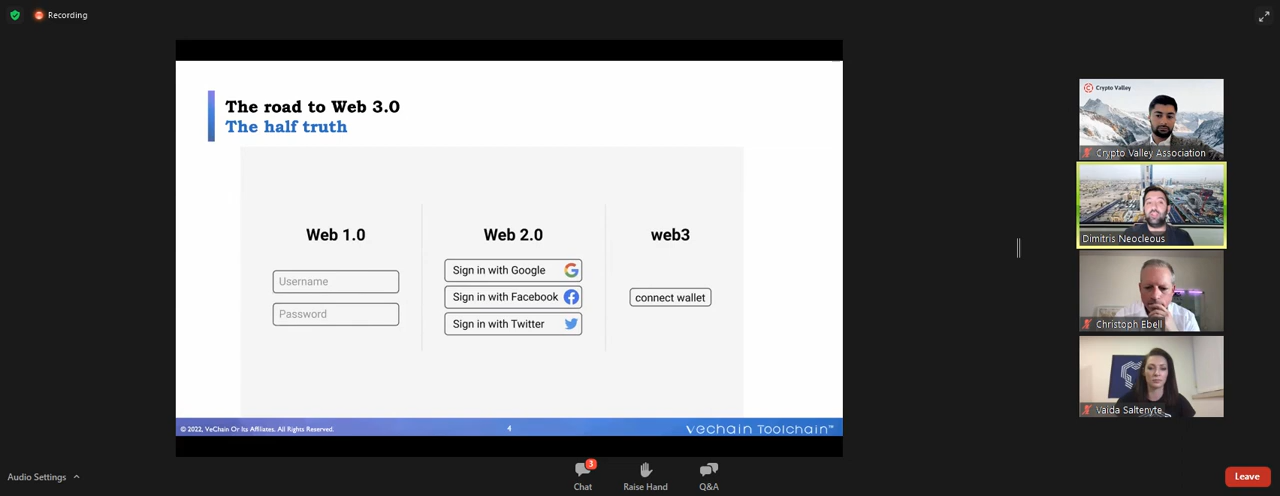 Recording
The road to Web 3.0
The half truth
Web 1.0
Username
Password
Web 2.0
Sign in with Google
Sign in with Facebook
Sign in with Twitter
web3
connect wallet
© 2022, VeChain Or Its Affiliates. All Rights Reserved.
4
vechain Toolchain™
Crypto Valley
Crypto Valley Association
Dimitris Neocleous
Christoph Ebell
Vaida Saltenyte
Audio Settings
3
Chat
Raise Hand
Q&A
Leave